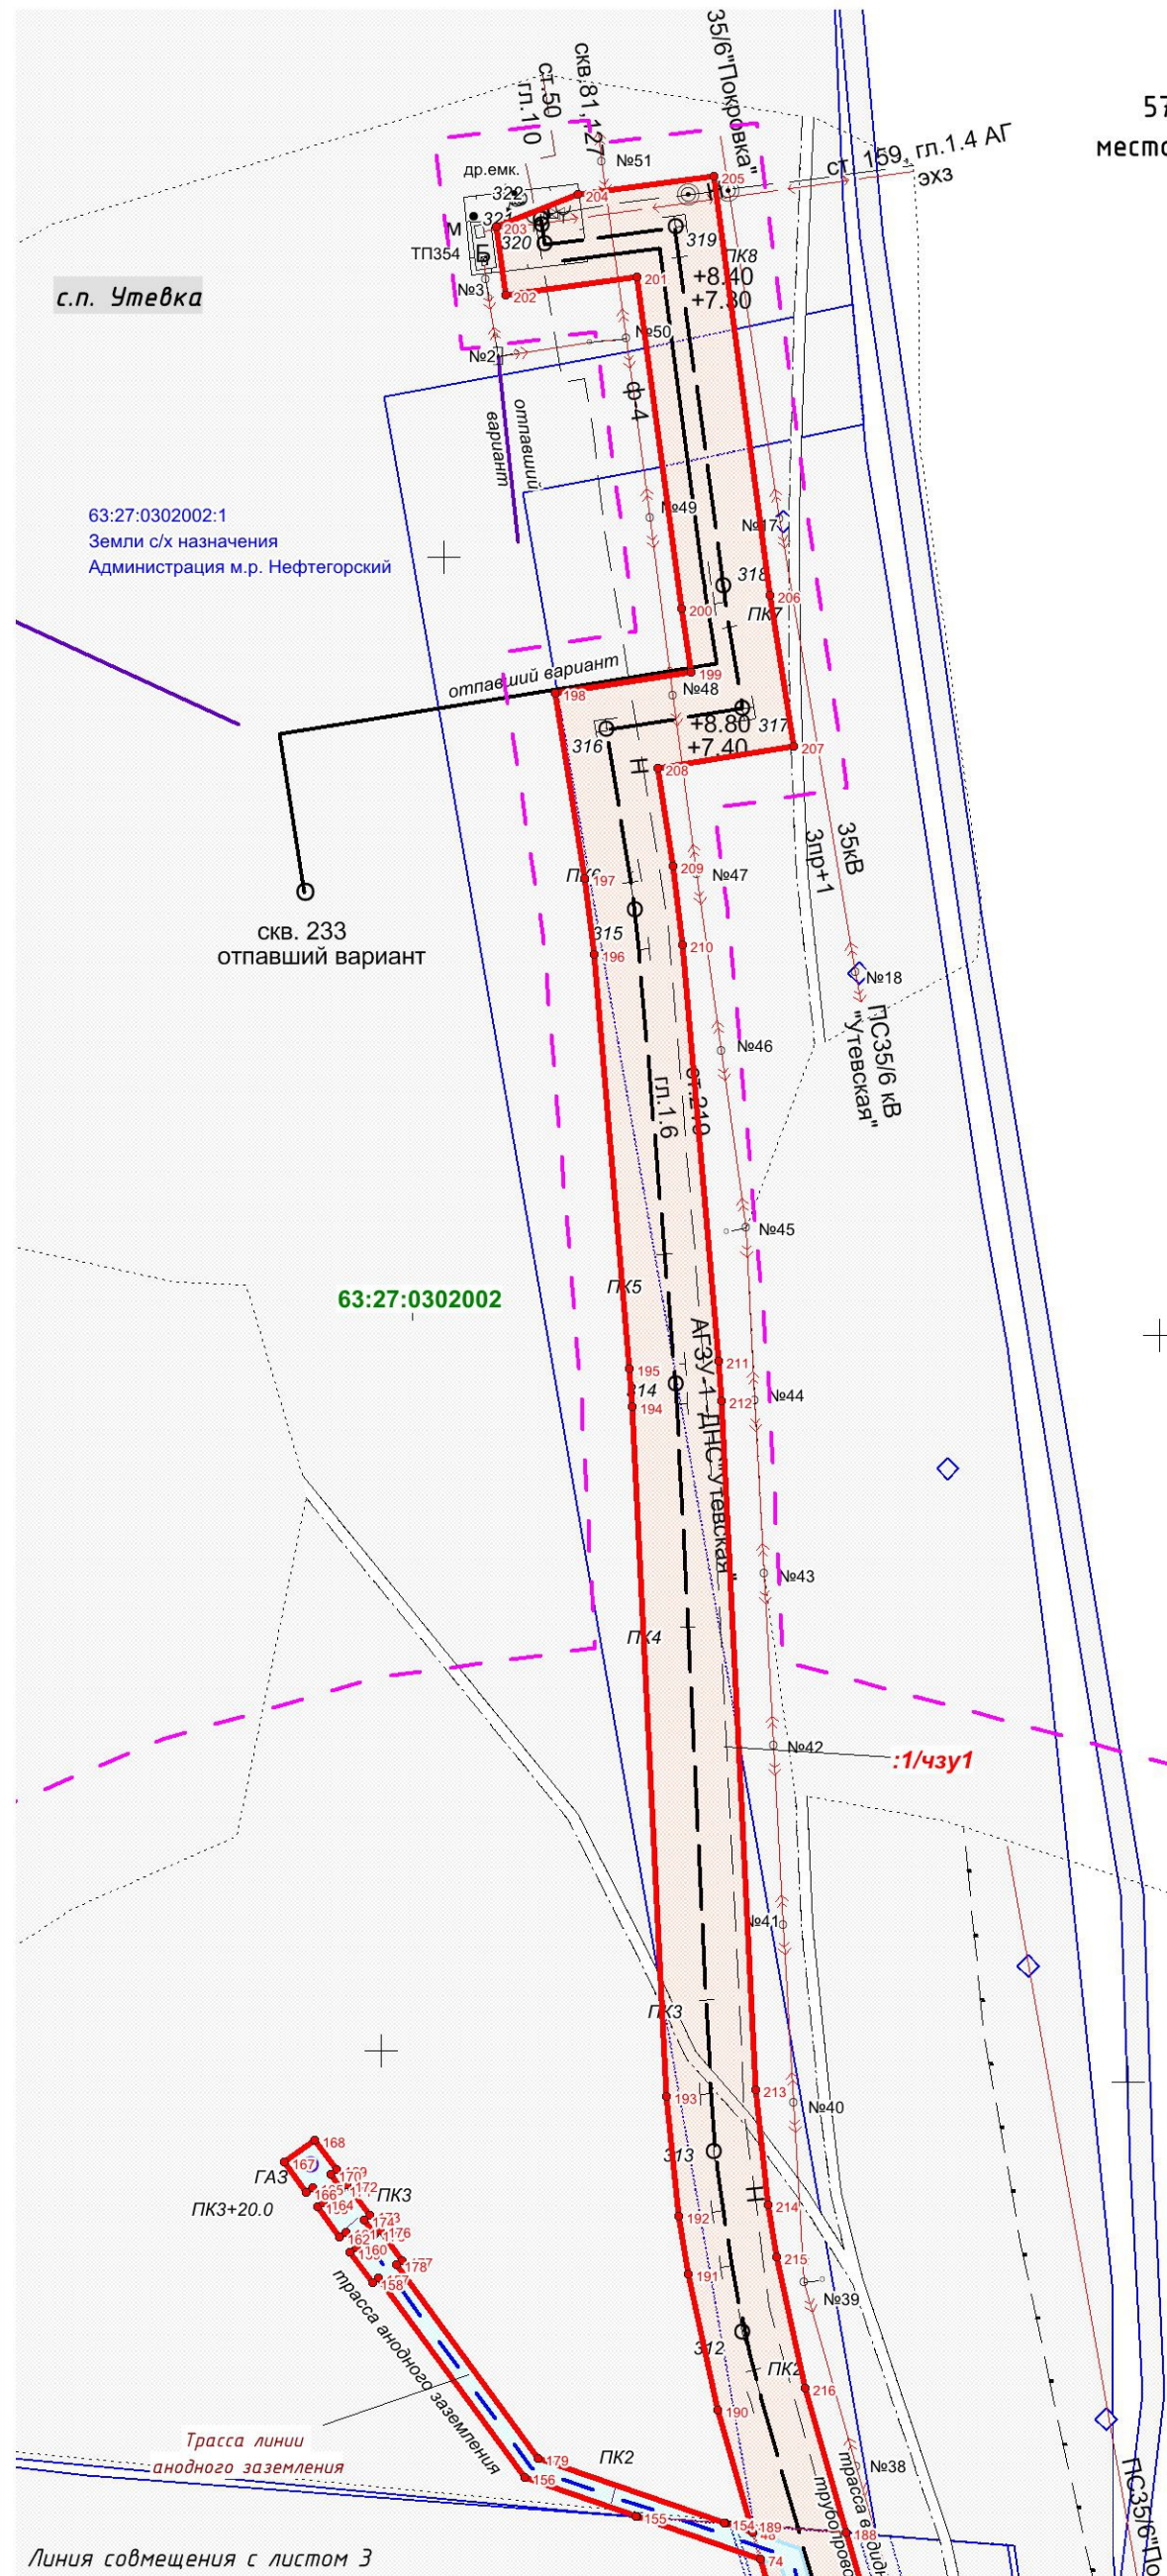 35/6"Покровка"
скв.81,127
ст.50
гл.10
№51
др.емк.
ст. 159, гл.1.4 АГ
эхз
57
205
204
322
321
203
М
320
319
ТП354
ПК8
201
+8.40
+7.80
№3
202
с.п. Утевка
№50
№2
ф-4
отпавший
вариант
№49
№17
63:27:0302002:1
Земли с/х назначения
Администрация м.р. Нефтегорский
318
206
200
ПК7
отпавший вариант
199
198
№48
+8.80
317
316
+7.40
207
208
35кВ
3пр+1
209
№47
ПК6
197
скв. 233
отпавший вариант
315
210
196
№18
ПС35/6 кВ
"Утевская"
№46
гл.1.6
ст.219
№45
ПК5
63:27:0302002
АГЗУ-1 -ДНС"Утевская"
211
195
314
212
№44
194
№43
ПК4
№42
:1/чзу1
№41
ПК3
213
193
№40
168
313
167
ГАЗ
170
172
166
164
ПК3
214
ПК3+20.0
192
174
176
162
160
215
178
158
191
№39
трасса анодного заземления
312
ПК2
216
190
Трасса линии
анодного заземления
179
ПК2
№38
156
155
154
189
188
74
ПС35/6"По
Линия совмещения с листом 3